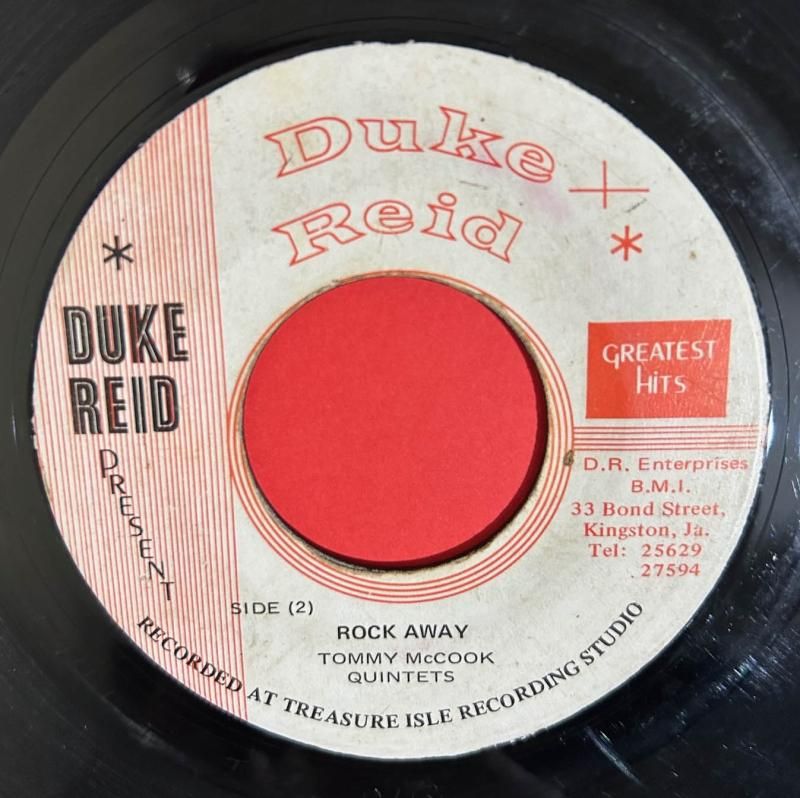 Duke
Reid
*
*
DUKE
REID
PRESENT
GREATEST
HITS
D.R. Enterprises
B.M.I.
33 Bond Street,
Kingston, Ja.
Tel: 25629
27594
SIDE (2)
ROCK AWAY
TOMMY McCOOK
QUINTETS
RECORDED AT TREASURE ISLE RECORDING STUDIO